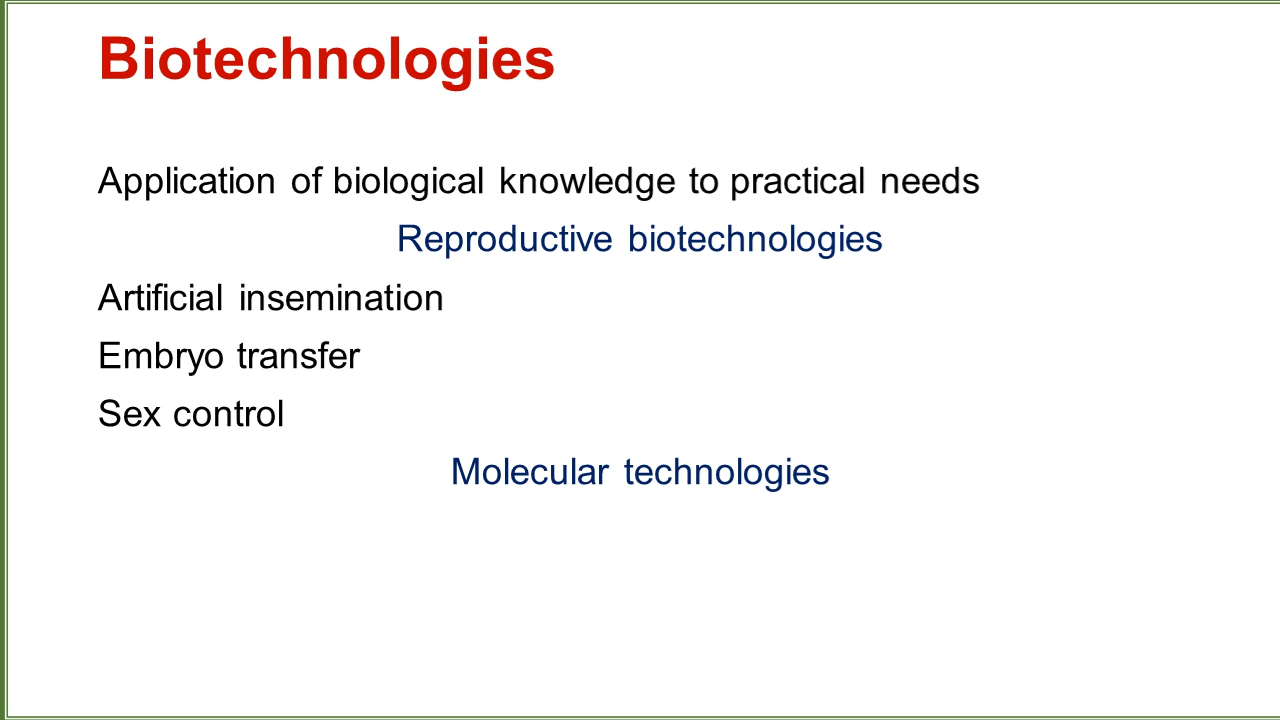 Biotechnologies
Application of biological knowledge to practical needs
Reproductive biotechnologies
Artificial insemination
Embryo transfer
Sex control
Molecular technologies